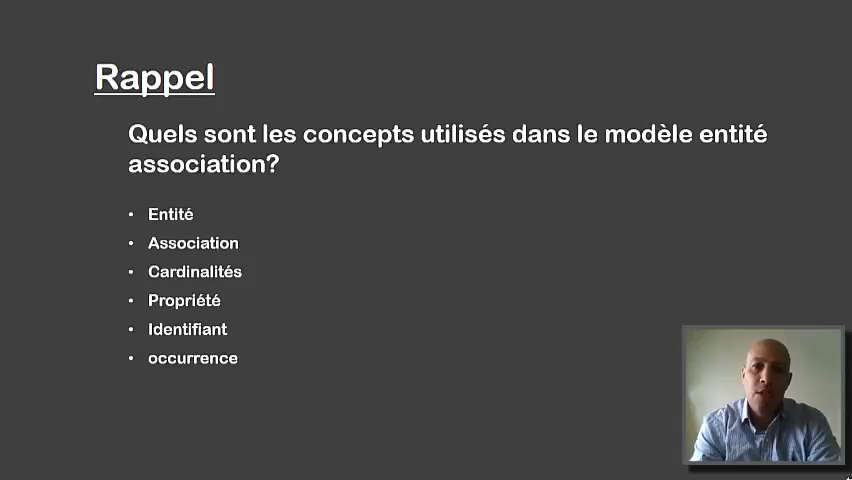 Rappel
Quels sont les concepts utilisés dans le modèle entité
association?
• Entité
• Association
• Cardinalités
• Propriété
• Identifiant
• occurrence